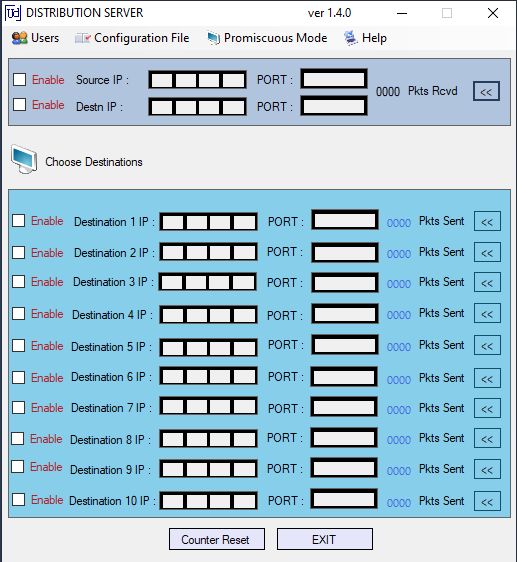 DISTRIBUTION SERVER ver 1.4.0
Users Configuration File Promiscuous Mode Help
Enable Source IP : PORT :
0000 Pkts Rcvd <<
Enable Destn IP : PORT :
Choose Destinations
Enable Destination 1 IP : PORT : 0000 Pkts Sent <<
Enable Destination 2 IP : PORT : 0000 Pkts Sent <<
Enable Destination 3 IP : PORT : 0000 Pkts Sent <<
Enable Destination 4 IP : PORT : 0000 Pkts Sent <<
Enable Destination 5 IP : PORT : 0000 Pkts Sent <<
Enable Destination 6 IP : PORT : 0000 Pkts Sent <<
Enable Destination 7 IP : PORT : 0000 Pkts Sent <<
Enable Destination 8 IP : PORT : 0000 Pkts Sent <<
Enable Destination 9 IP : PORT : 0000 Pkts Sent <<
Enable Destination 10 IP : PORT : 0000 Pkts Sent <<
Counter Reset EXIT